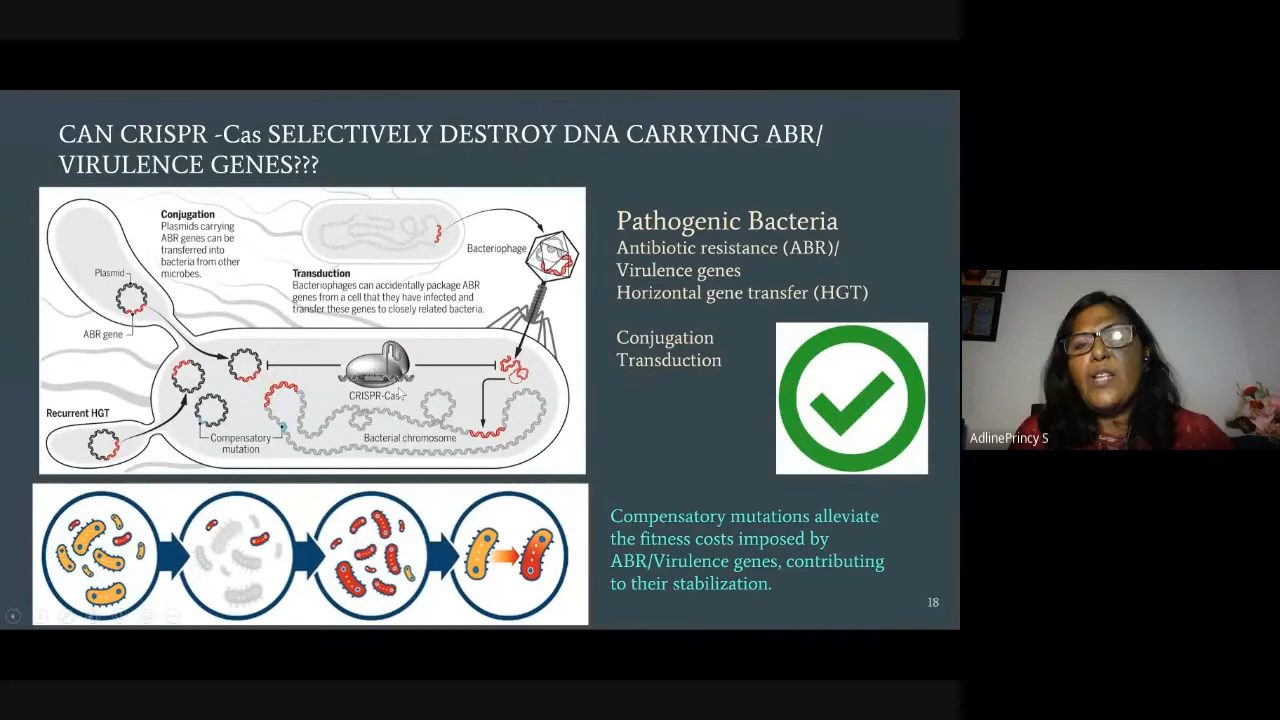 CAN CRISPR -Cas SELECTIVELY DESTROY DNA CARRYING ABR/
VIRULENCE GENES???
Conjugation
Plasmids carrying
ABR genes can be
transferred into
bacteria from other
microbes.
Plasmid
ABR gene
Transduction
Bacteriophages can accidentally package ABR
genes from a cell that they have infected and
transfer these genes to closely related bacteria.
Bacteriophage
CRISPR-Cas
Recurrent HGT
Compensatory
mutation
Bacterial chromosome
Pathogenic Bacteria
Antibiotic resistance (ABR)/
Virulence genes
Horizontal gene transfer (HGT)
Conjugation
Transduction
Compensatory mutations alleviate
the fitness costs imposed by
ABR/Virulence genes, contributing
to their stabilization.
18
AdlinePrincy S